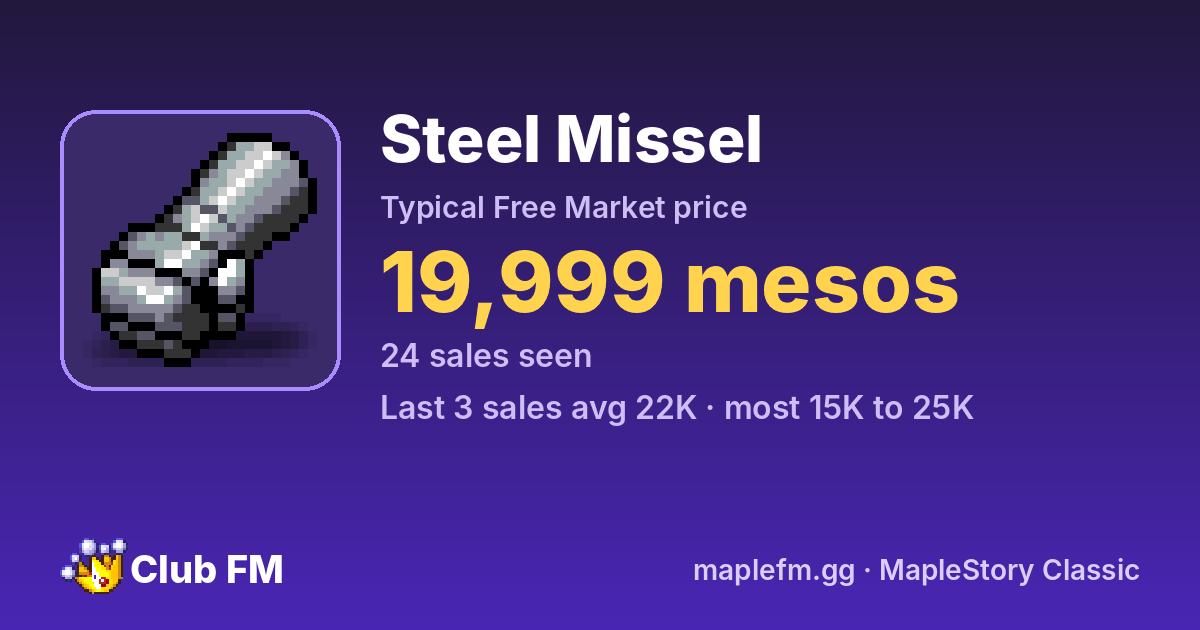 Steel Missel
Typical Free Market price
19,999 mesos
24 sales seen
Last 3 sales avg 22K · most 15K to 25K
Club FM
maplefm.gg · MapleStory Classic